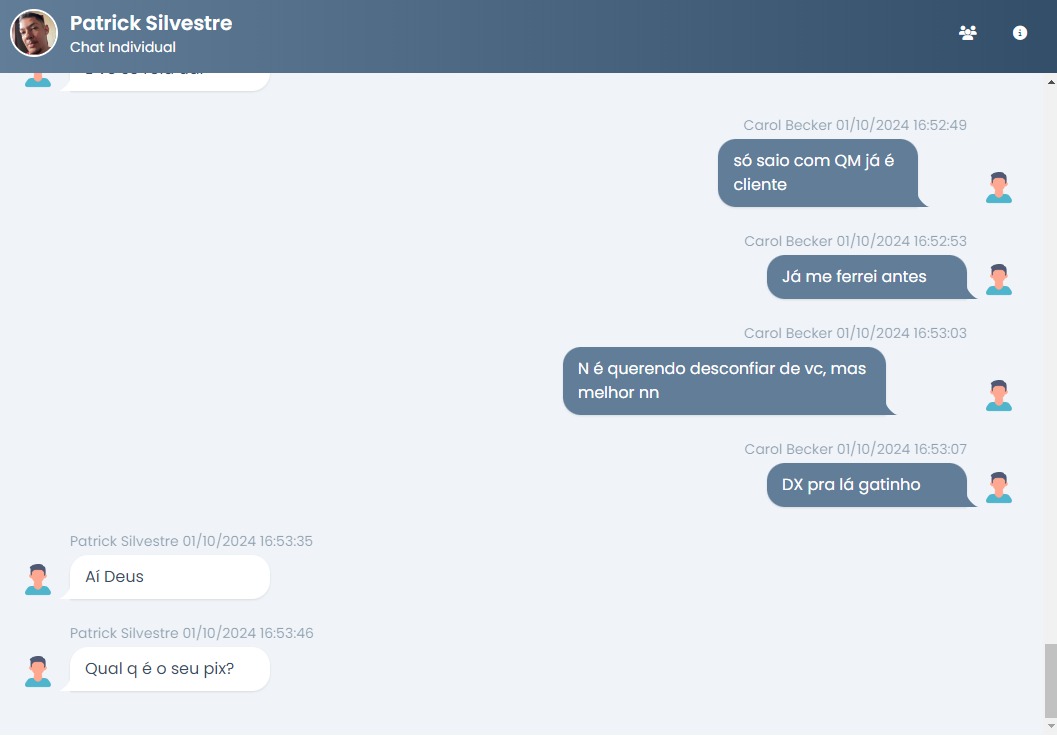 Patrick Silvestre
Chat Individual
Carol Becker 01/10/2024 16:52:49
só saio com QM já é
cliente
Carol Becker 01/10/2024 16:52:53
Já me ferrei antes
Carol Becker 01/10/2024 16:53:03
N é querendo desconfiar de vc, mas
melhor nn
Carol Becker 01/10/2024 16:53:07
DX pra lá gatinho
Patrick Silvestre 01/10/2024 16:53:35
Aí Deus
Patrick Silvestre 01/10/2024 16:53:46
Qual q é o seu pix?